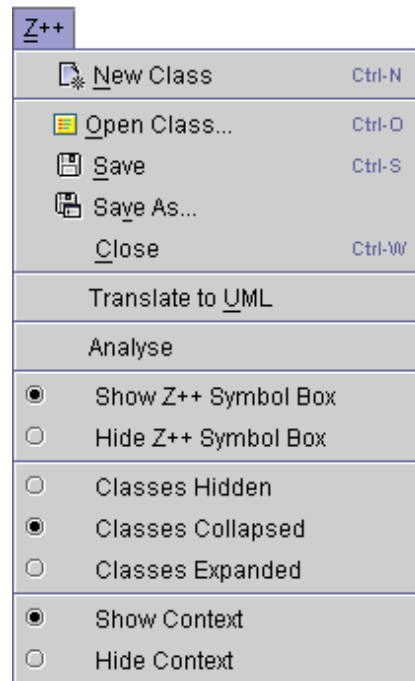 Z++
New Class Ctrl-N
Open Class... Ctrl-O
Save Ctrl-S
Save As...
Close Ctrl-W
Translate to UML
Analyse
Show Z++ Symbol Box
Hide Z++ Symbol Box
Classes Hidden
Classes Collapsed
Classes Expanded
Show Context
Hide Context